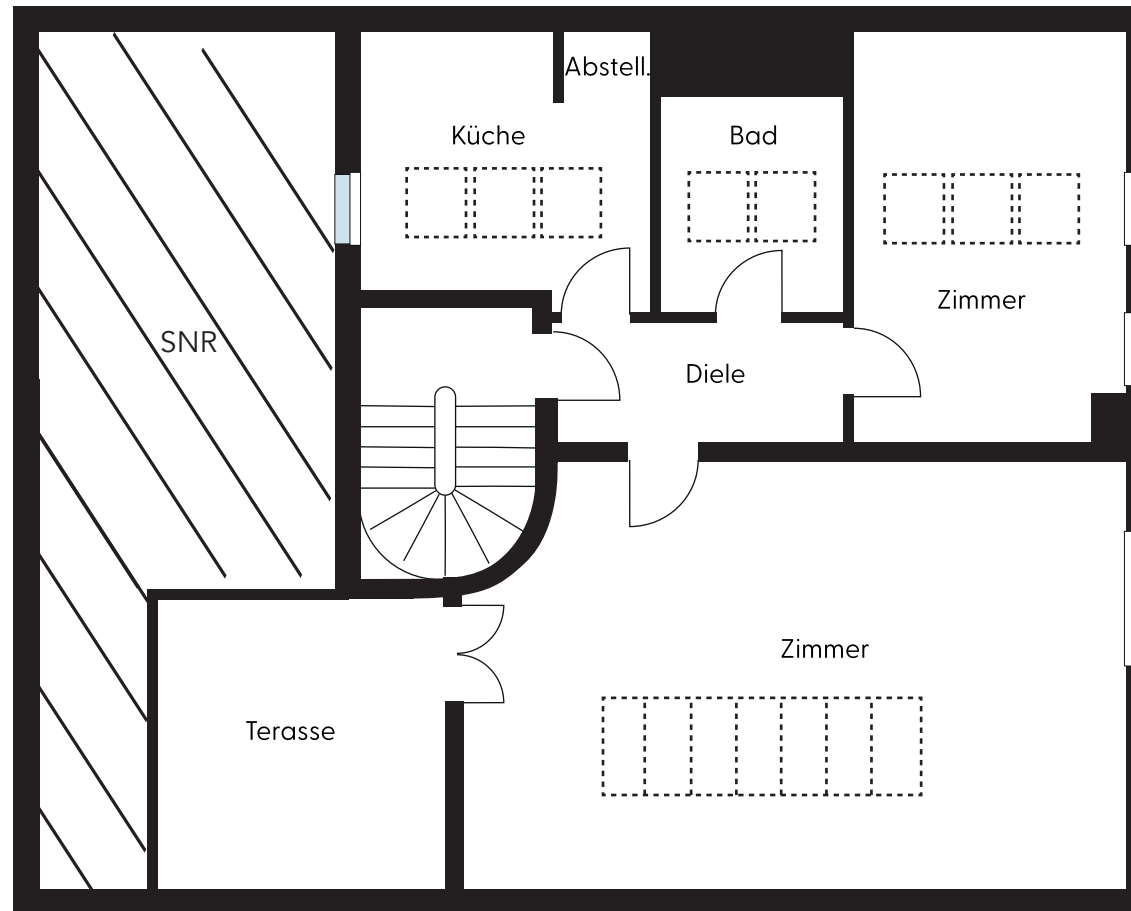 Abstell.
Küche
Bad
Zimmer
SNR
Diele
Zimmer
Terasse